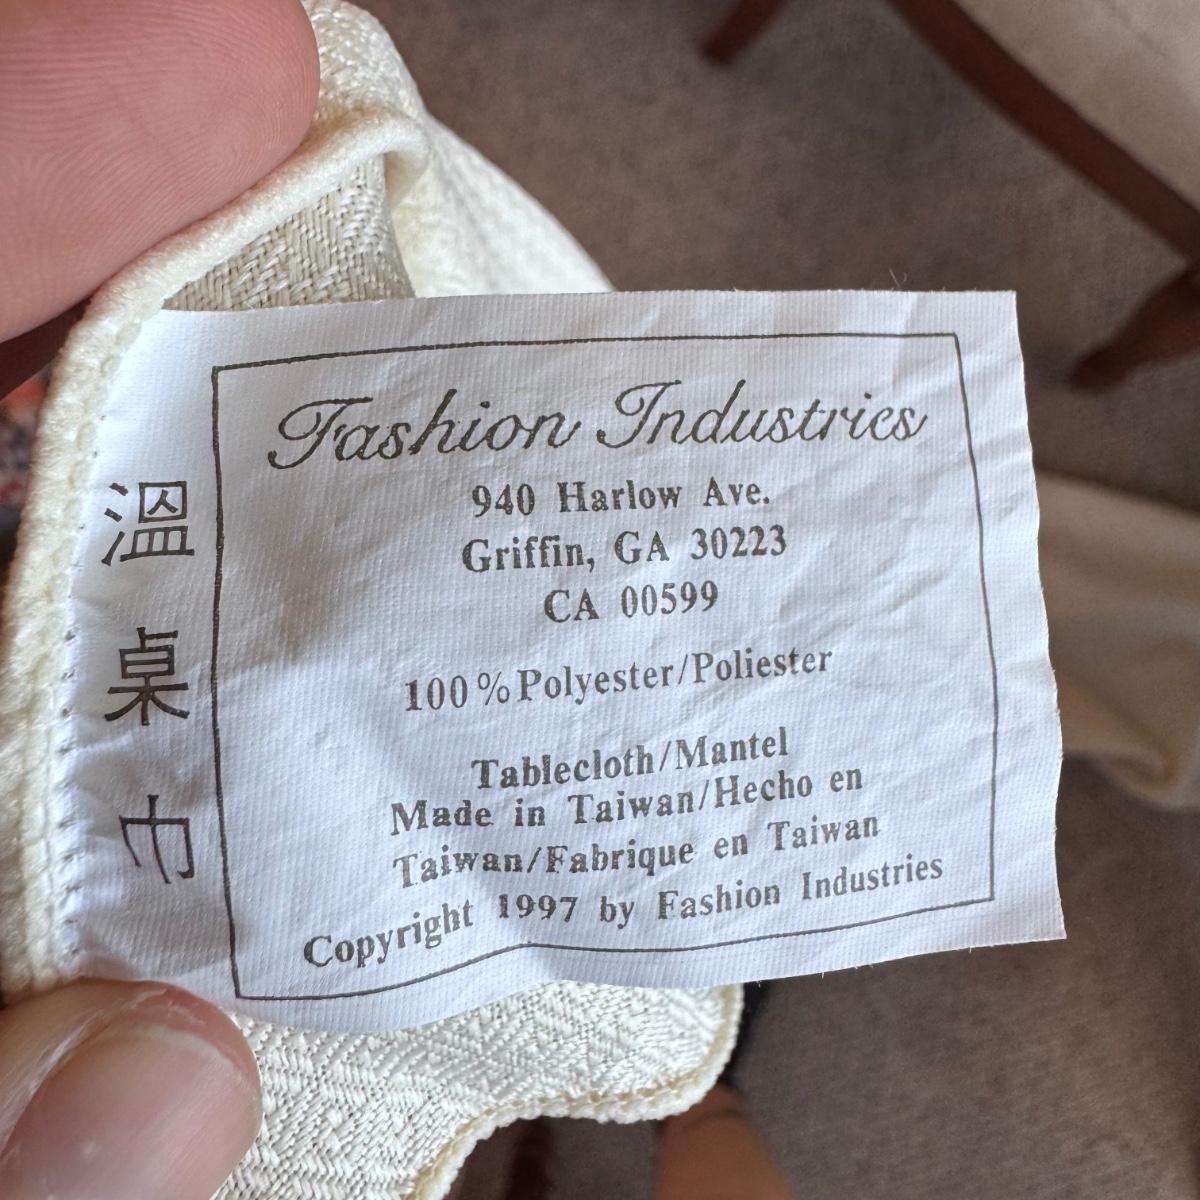 溫桌巾
Fashion Industries
940 Harlow Ave.
Griffin, GA 30223
CA 00599
100% Polyester/Poliester
Tablecloth/Mantel
Made in Taiwan/Hecho en
Taiwan/Fabrique en Taiwan
Copyright 1997 by Fashion Industries